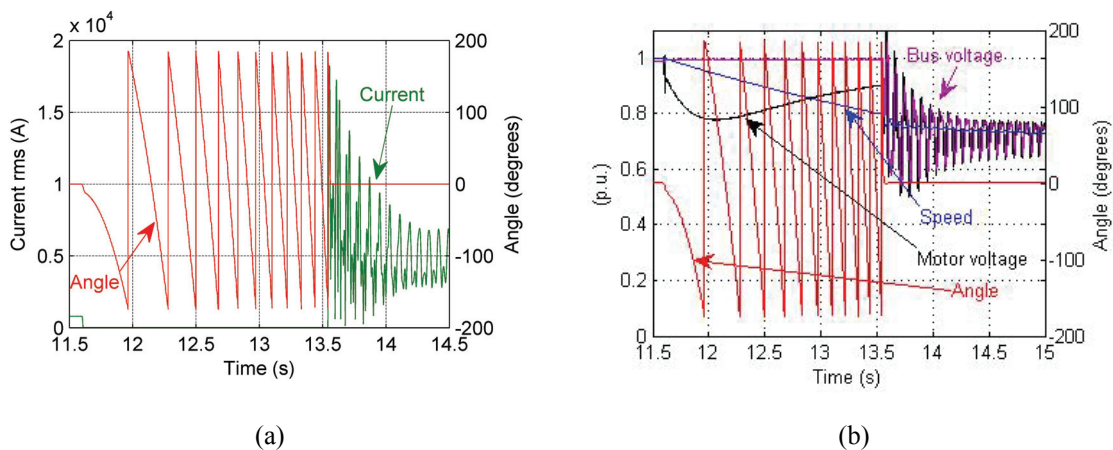 x 10⁴
2
1.5
1
0.5
0
200
100
0
-100
-200
Current rms (A)
Angle (degrees)
Current
Angle
11.5 12 12.5 13 13.5 14 14.5
Time (s)
(a)
1
0.8
0.6
0.4
0.2
0
200
100
0
-100
-200
(p.u.)
Angle (degrees)
Bus voltage
Speed
Motor voltage
Angle
11.5 12 12.5 13 13.5 14 14.5 15
Time (s)
(b)